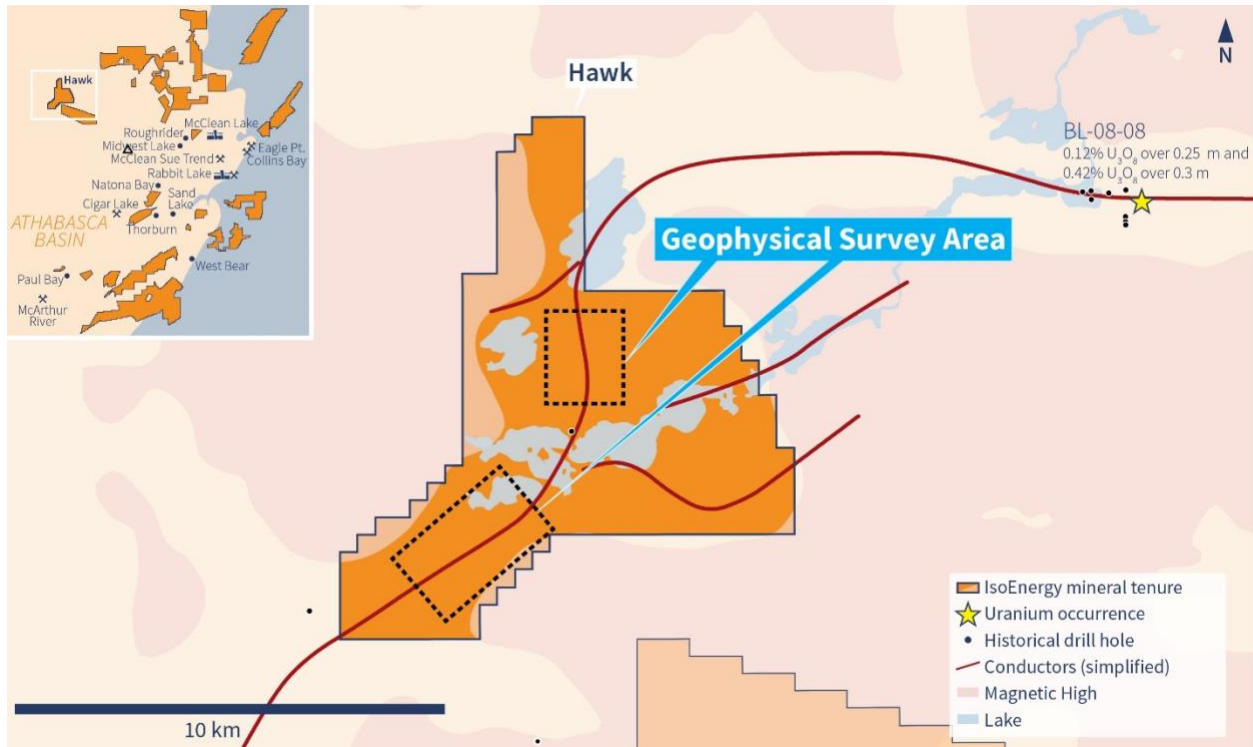 Hawk
Roughrider
McClean Lake
Midwest Lake
McClean Sue Trend
Eagle Pt.
Collins Bay
Rabbit Lake
Natona Bay
Sand
Lake
Cigar Lake
Thorburn
ATHABASCA
BASIN
West Bear
Paul Bay
McArthur
River
Hawk
N
BL-08-08
0.12% U₃O₈ over 0.25 m and
0.42% U₃O₈ over 0.3 m
Geophysical Survey Area
IsoEnergy mineral tenure
Uranium occurrence
Historical drill hole
Conductors (simplified)
Magnetic High
Lake
10 km